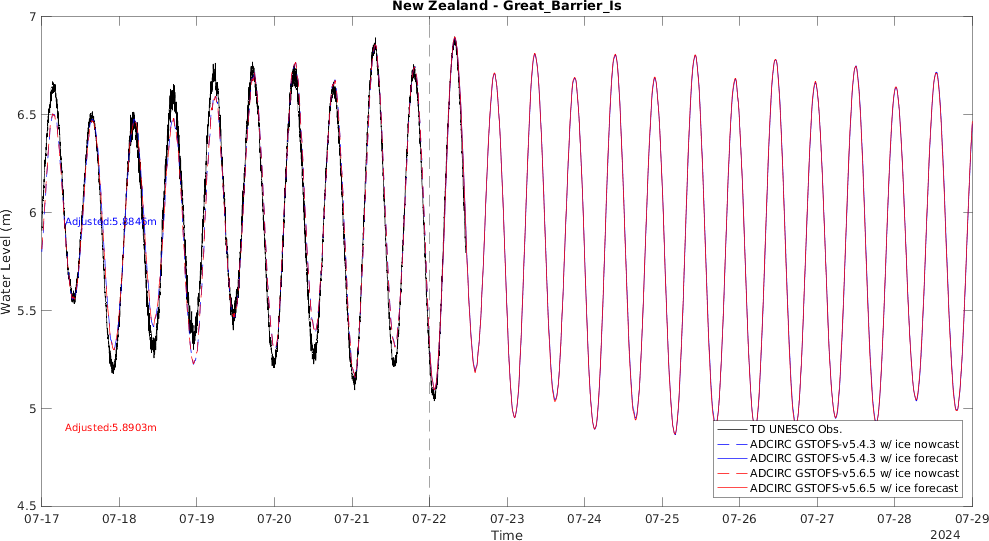 New Zealand - Great_Barrier_Is
7
6.5
6
5.5
5
4.5
Water Level (m)
Adjusted:5.8846m
Adjusted:5.8903m
TD UNESCO Obs.
ADCIRC GSTOFS-v5.4.3 w/ ice nowcast
ADCIRC GSTOFS-v5.4.3 w/ ice forecast
ADCIRC GSTOFS-v5.6.5 w/ ice nowcast
ADCIRC GSTOFS-v5.6.5 w/ ice forecast
07-17 07-18 07-19 07-20 07-21 07-22 07-23 07-24 07-25 07-26 07-27 07-28 07-29
Time 2024